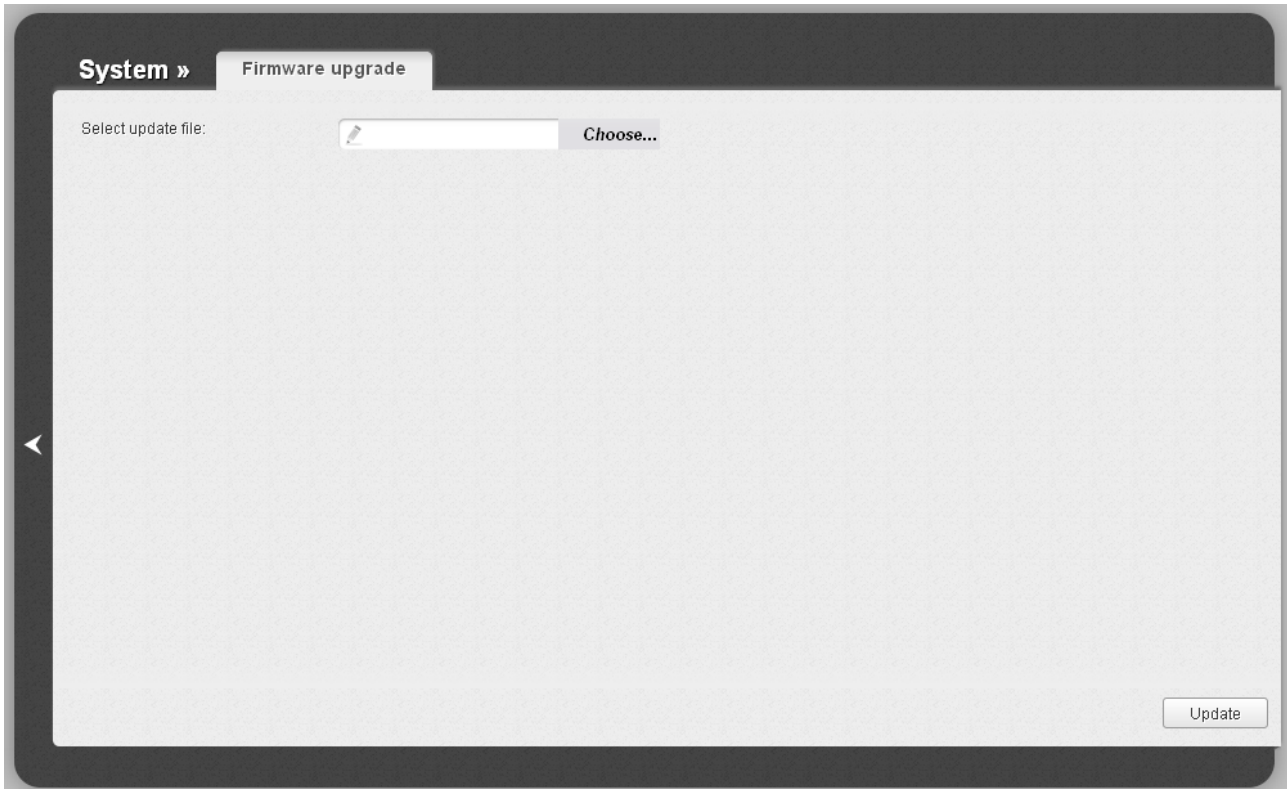 System »
Firmware upgrade
Select update file:
Choose...
Update